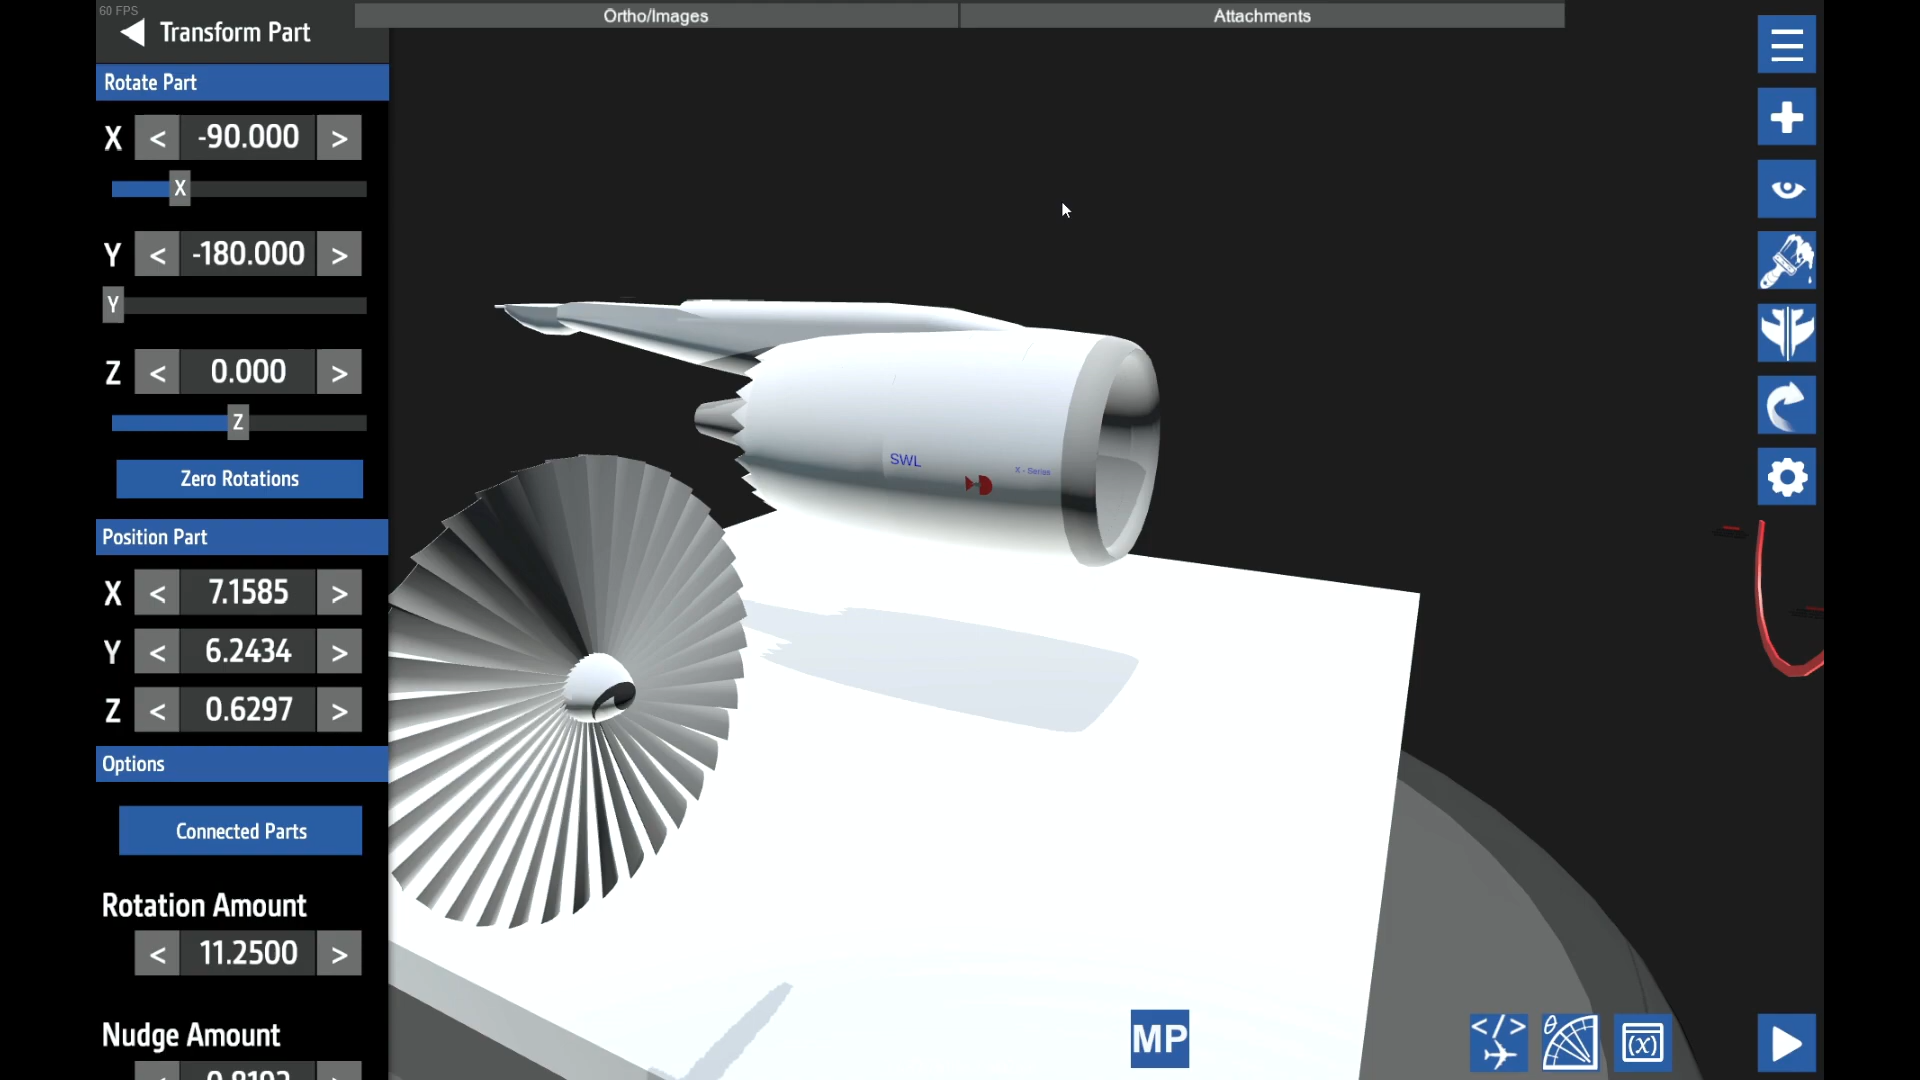 60 FPS
Transform Part
Ortho/Images
Attachments
Rotate Part
X < -90.000 >
X
Y < -180.000 >
Y
Z < 0.000 >
Z
Zero Rotations
Position Part
X < 7.1585 >
Y < 6.2434 >
Z < 0.6297 >
Options
Connected Parts
Rotation Amount
< 11.2500 >
Nudge Amount
SWL
X - Series
MP
</>
θ
(x)